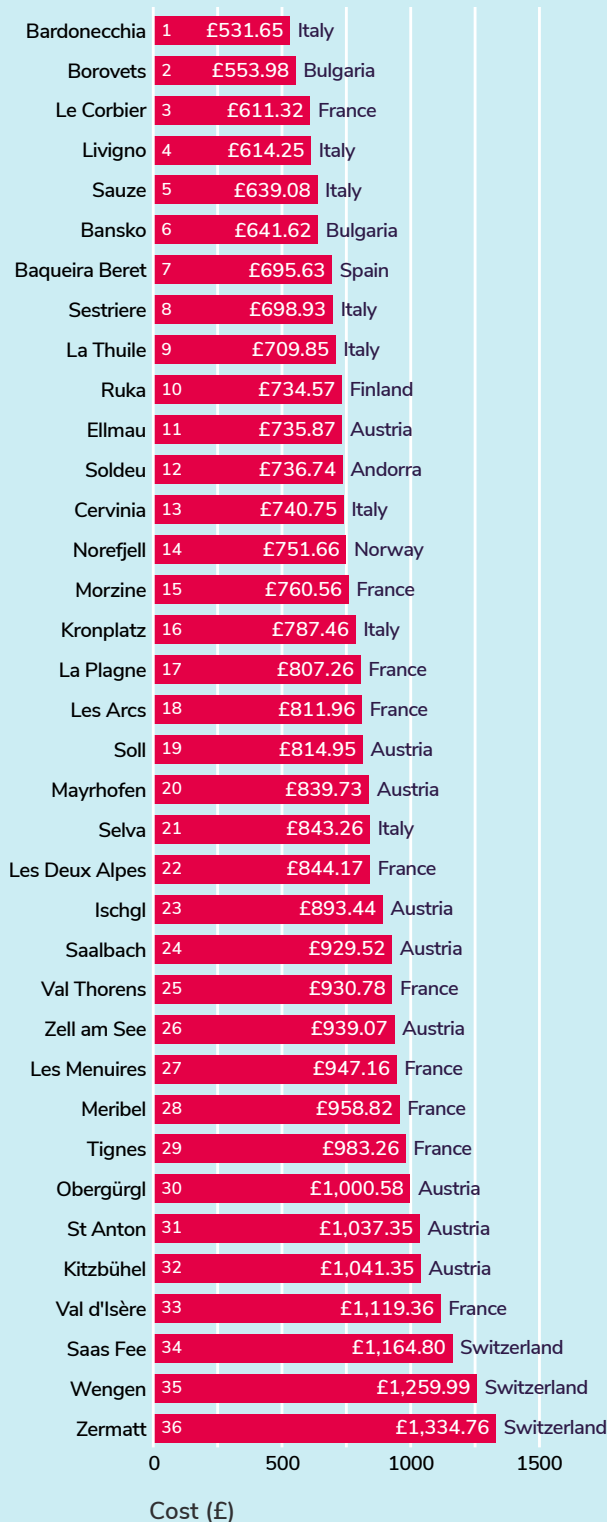 Bardonecchia 1 £531.65 Italy
Borovets 2 £553.98 Bulgaria
Le Corbier 3 £611.32 France
Livigno 4 £614.25 Italy
Sauze 5 £639.08 Italy
Bansko 6 £641.62 Bulgaria
Baqueira Beret 7 £695.63 Spain
Sestriere 8 £698.93 Italy
La Thuile 9 £709.85 Italy
Ruka 10 £734.57 Finland
Ellmau 11 £735.87 Austria
Soldeu 12 £736.74 Andorra
Cervinia 13 £740.75 Italy
Norefjell 14 £751.66 Norway
Morzine 15 £760.56 France
Kronplatz 16 £787.46 Italy
La Plagne 17 £807.26 France
Les Arcs 18 £811.96 France
Soll 19 £814.95 Austria
Mayrhofen 20 £839.73 Austria
Selva 21 £843.26 Italy
Les Deux Alpes 22 £844.17 France
Ischgl 23 £893.44 Austria
Saalbach 24 £929.52 Austria
Val Thorens 25 £930.78 France
Zell am See 26 £939.07 Austria
Les Menuires 27 £947.16 France
Meribel 28 £958.82 France
Tignes 29 £983.26 France
Obergürgl 30 £1,000.58 Austria
St Anton 31 £1,037.35 Austria
Kitzbühel 32 £1,041.35 Austria
Val d'Isère 33 £1,119.36 France
Saas Fee 34 £1,164.80 Switzerland
Wengen 35 £1,259.99 Switzerland
Zermatt 36 £1,334.76 Switzerland
0 500 1000 1500
Cost (£)